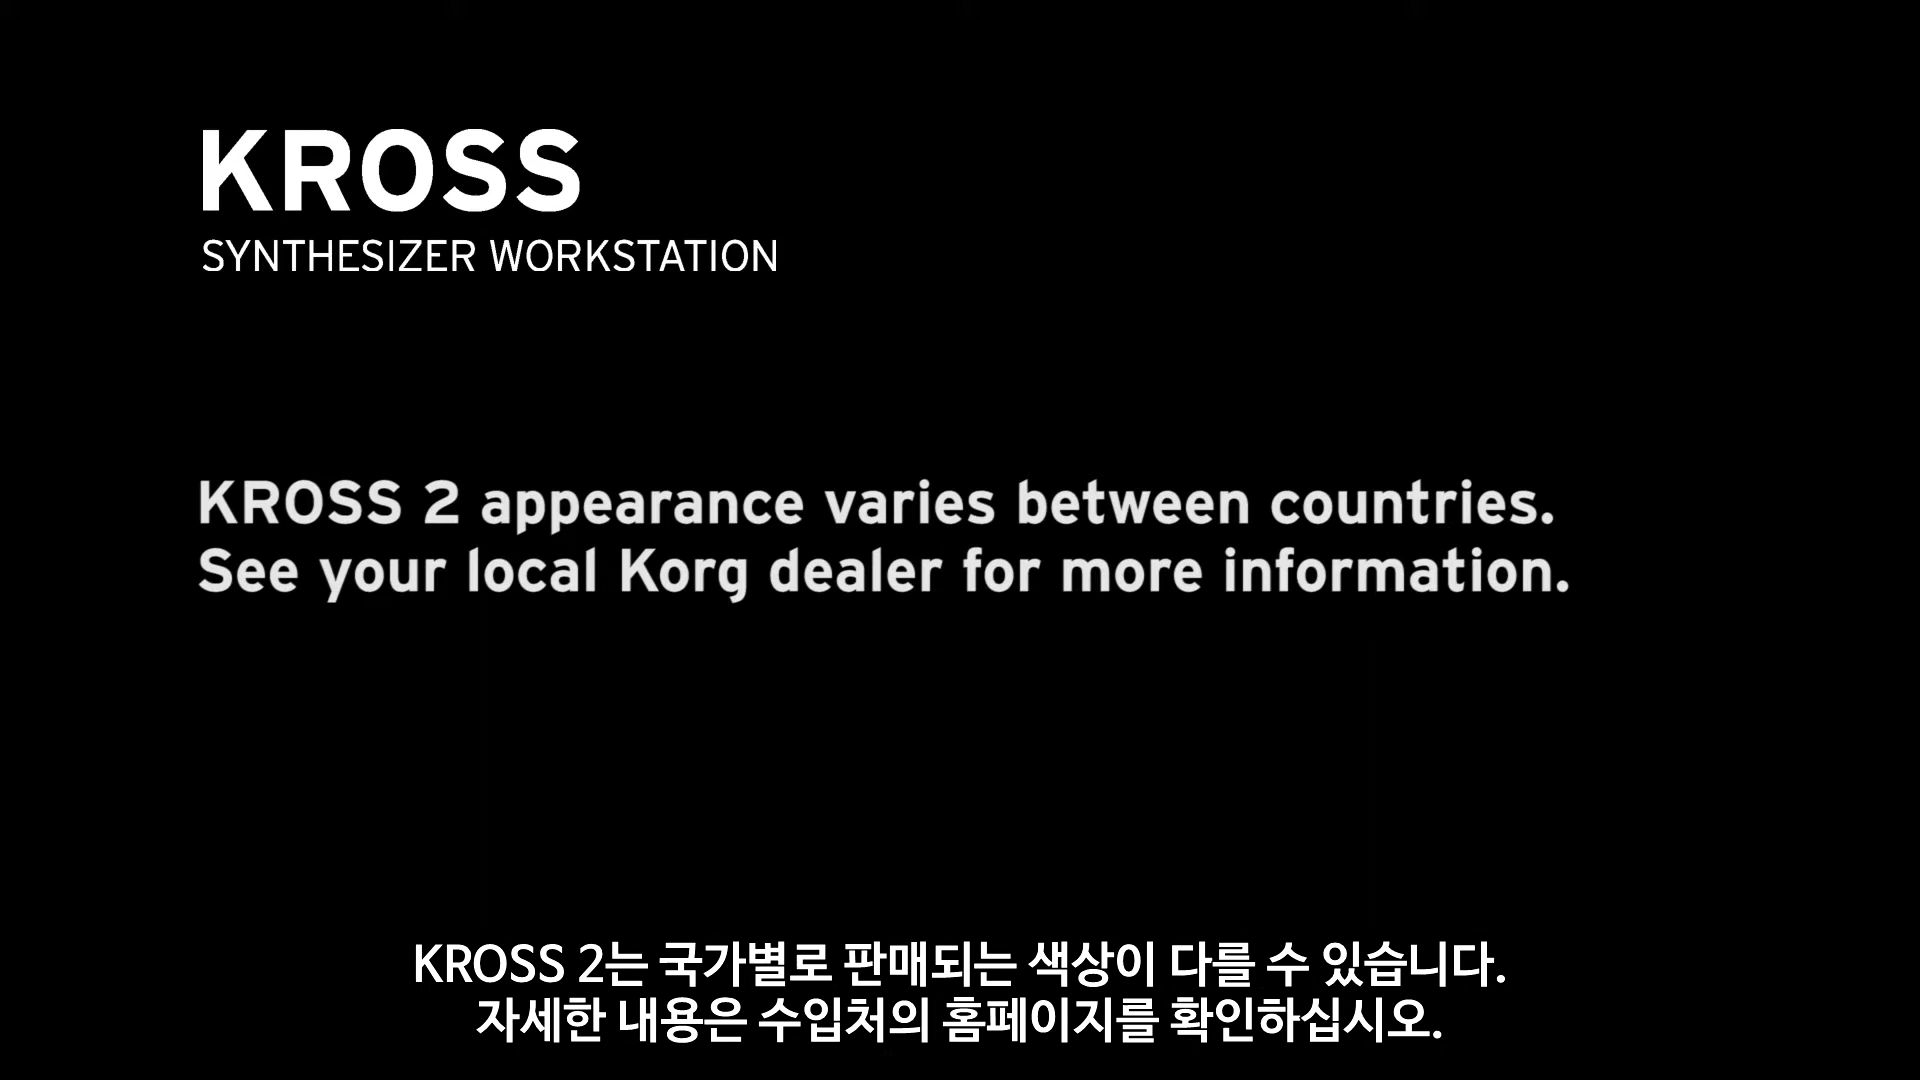 KROSS
SYNTHESIZER WORKSTATION
KROSS 2 appearance varies between countries.
See your local Korg dealer for more information.
KROSS 2는 국가별로 판매되는 색상이 다를 수 있습니다.
자세한 내용은 수입처의 홈페이지를 확인하십시오.